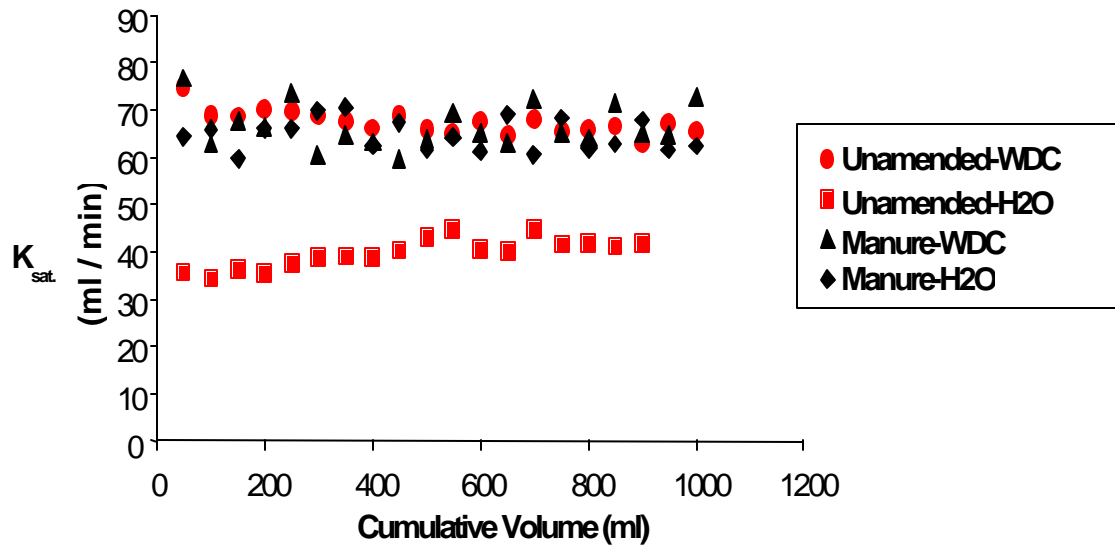 90
80
70
60
50
40
30
20
10
0
K sat.
(ml / min)
0 200 400 600 800 1000 1200
Cumulative Volume (ml)
Unamended-WDC
Unamended-H2O
Manure-WDC
Manure-H2O